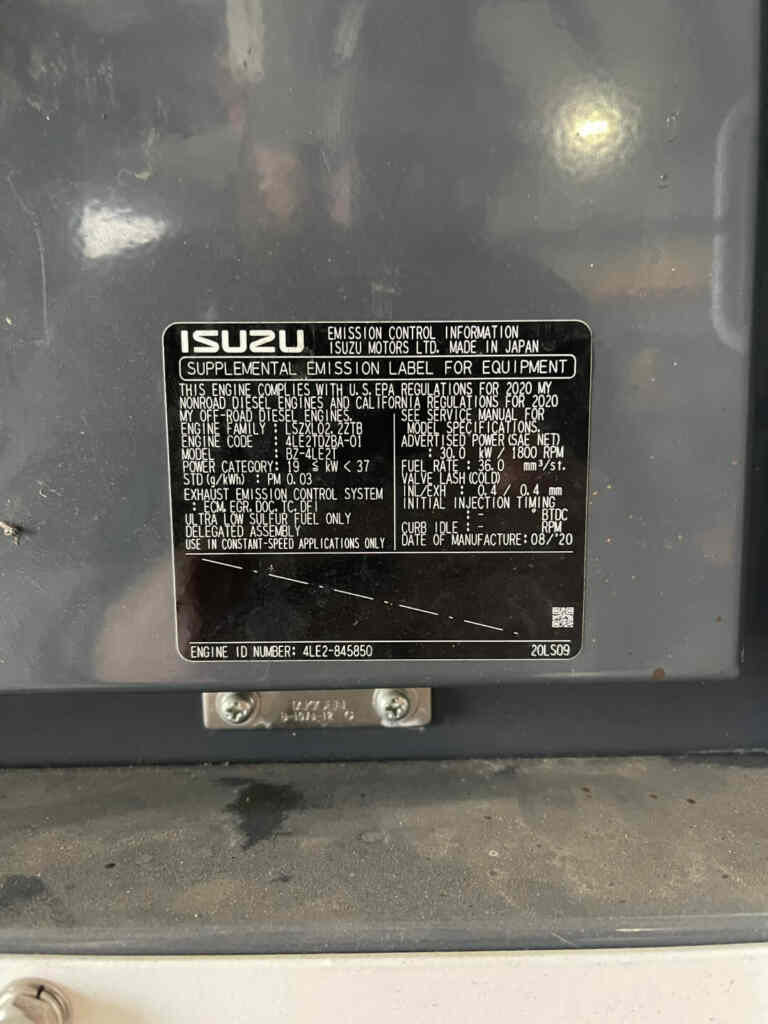 ISUZU
EMISSION CONTROL INFORMATION
ISUZU MOTORS LTD. MADE IN JAPAN
SUPPLEMENTAL EMISSION LABEL FOR EQUIPMENT
THIS ENGINE COMPLIES WITH U.S.EPA REGULATIONS FOR 2020 MY
NONROAD DIESEL ENGINES AND CALIFORNIA REGULATIONS FOR 2020
MY OFF-ROAD DIESEL ENGINES.
ENGINE FAMILY : LSZXL02.2ZTB
ENGINE CODE : 4LE2TDZBA-01
MODEL : BZ-4LE2T
POWER CATEGORY: 19 ≤ kW < 37
STD (g/kWh) : PM 0.03
EXHAUST EMISSION CONTROL SYSTEM
: ECM, EGR, DOC, TC, DFI
ULTRA LOW SULFUR FUEL ONLY
DELEGATED ASSEMBLY
USE IN CONSTANT-SPEED APPLICATIONS ONLY
SEE SERVICE MANUAL FOR
MODEL SPECIFICATIONS.
ADVERTISED POWER(SAE NET)
: 30.0 kW / 1800 RPM
FUEL RATE : 36.0 mm³/st.
VALVE LASH(COLD)
INL/EXH : 0.4 / 0.4 mm
INITIAL INJECTION TIMING
: - ° BTDC
CURB IDLE : - RPM
DATE OF MANUFACTURE: 08/'20
ENGINE ID NUMBER: 4LE2-845850
20LS09